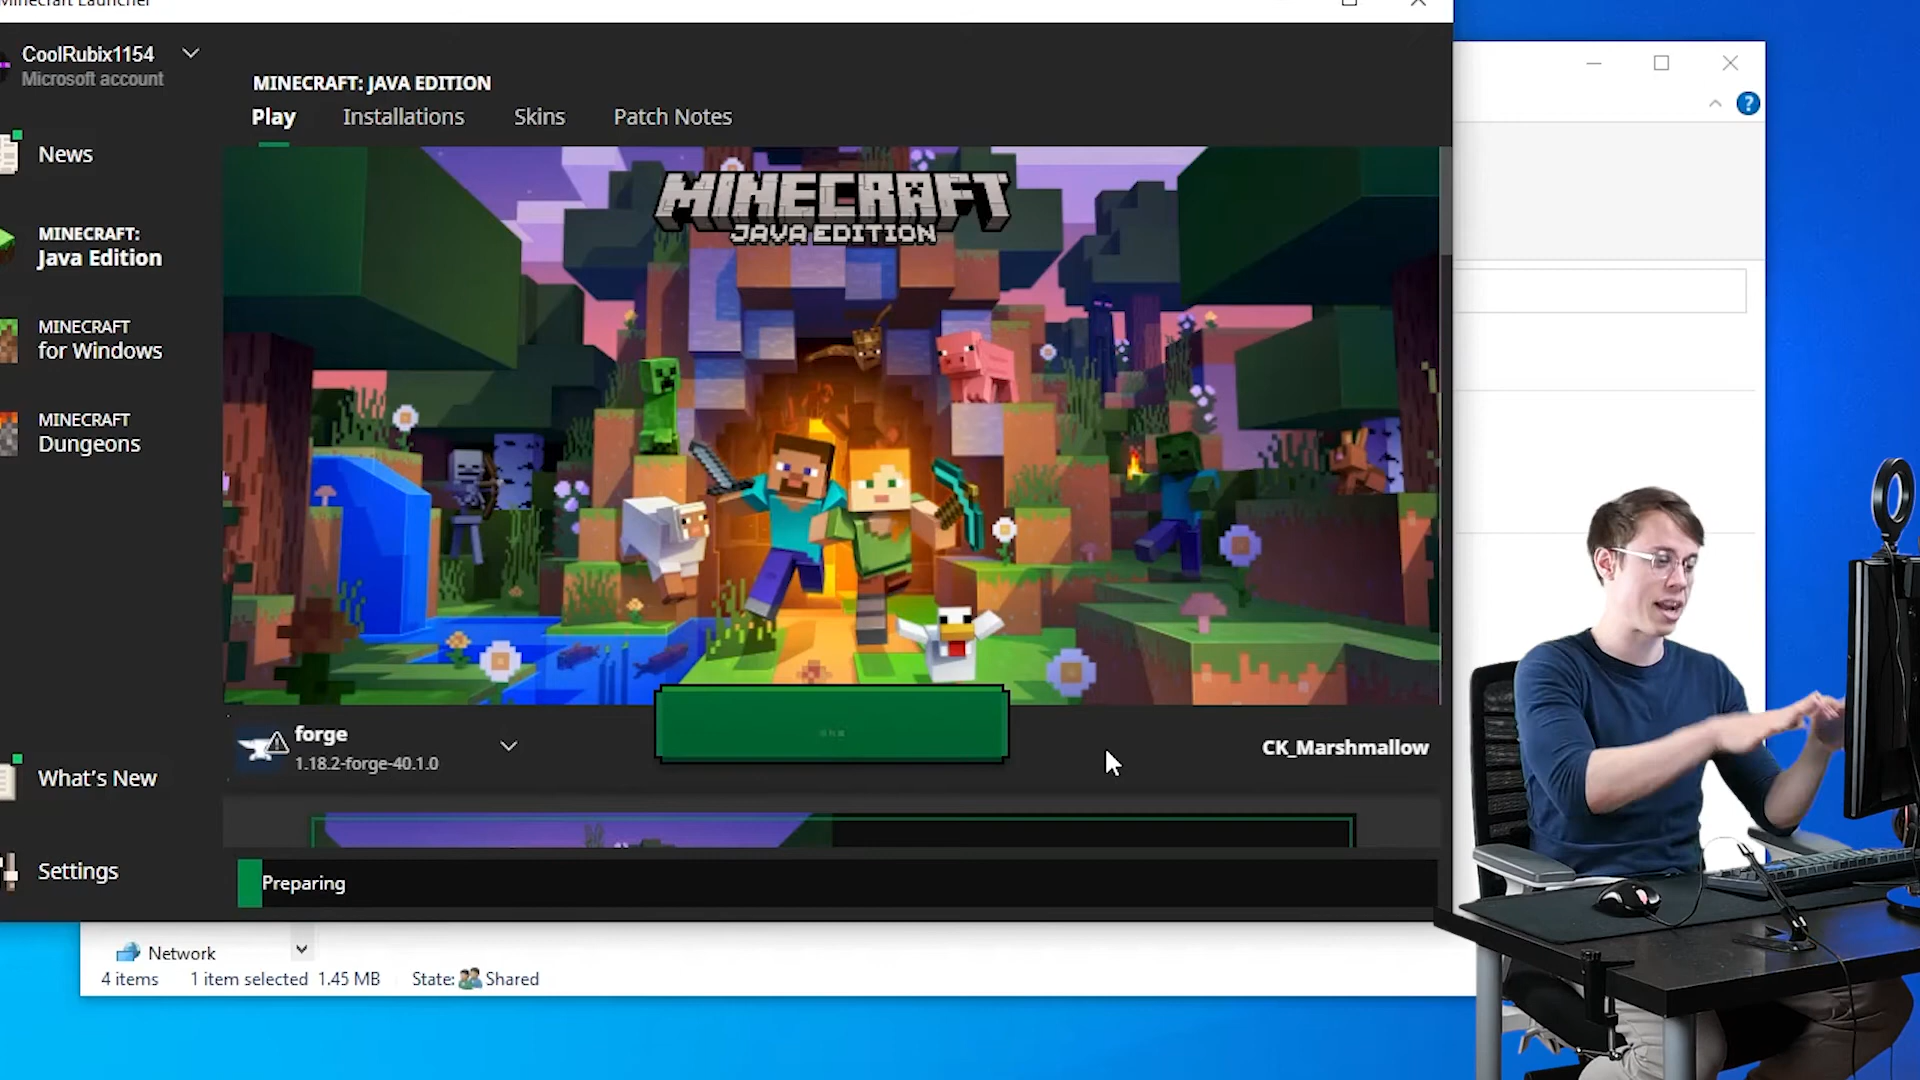 Minecraft Launcher
CoolRubix1154
Microsoft account
MINECRAFT: JAVA EDITION
Play
Installations
Skins
Patch Notes
News
MINECRAFT
JAVA EDITION
MINECRAFT:
Java Edition
MINECRAFT
for Windows
MINECRAFT
Dungeons
forge
1.18.2-forge-40.1.0
CK_Marshmallow
What's New
Settings
Preparing
Network
4 items 1 item selected 1.45 MB State: Shared
?